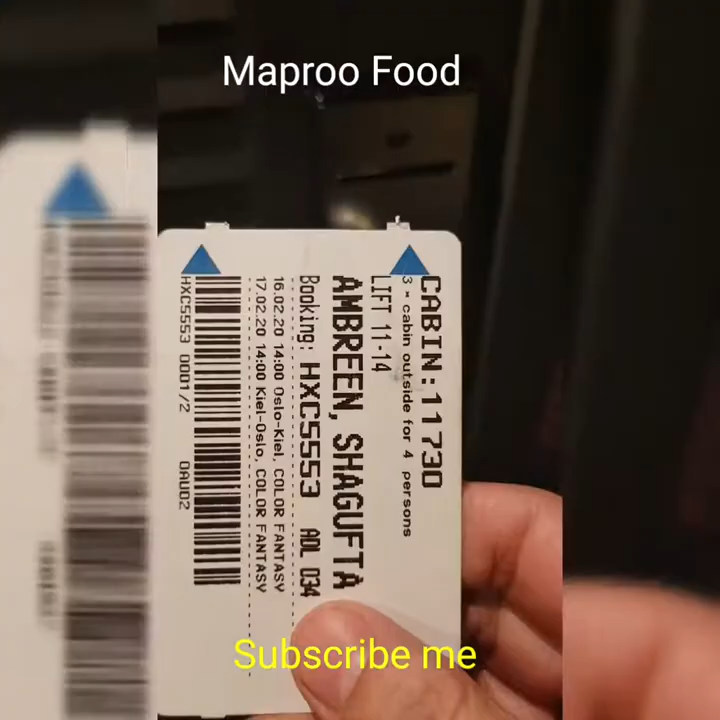 Maproo Food
CABIN:11730
3 - cabin outside for 4 persons
LIFT 11-14
AMBREEN, SHAGUFTA
Booking: HXC5553 ADL 034
16.02.20 14:00 Oslo-Kiel, COLOR FANTASY
17.02.20 14:00 Kiel-Oslo, COLOR FANTASY
HXC5553 0001/2 OAU02
Subscribe me